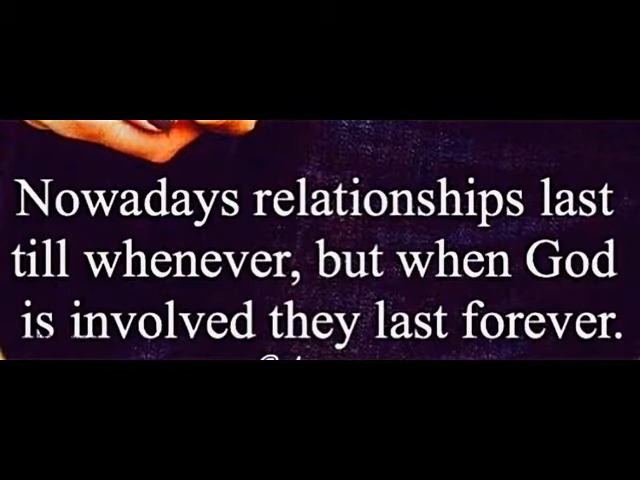 Nowadays relationships last
till whenever, but when God
is involved they last forever.